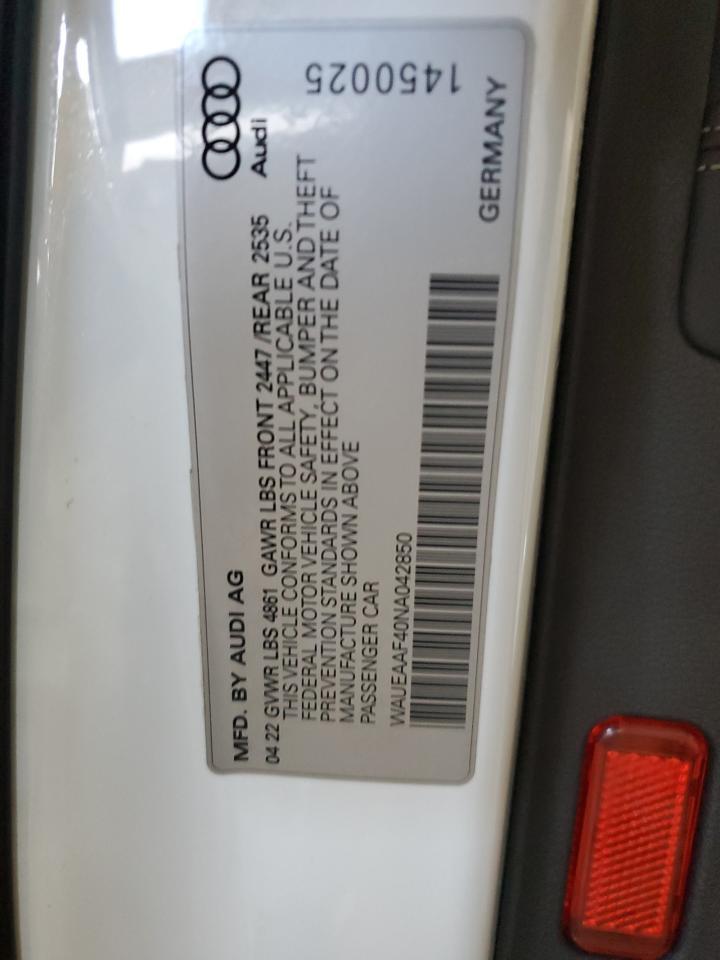 MFD. BY AUDI AG
04 22 GVWR LBS 4861 GAWR LBS FRONT 2447 /REAR 2535
THIS VEHICLE CONFORMS TO ALL APPLICABLE U.S.
FEDERAL MOTOR VEHICLE SAFETY, BUMPER AND THEFT
PREVENTION STANDARDS IN EFFECT ON THE DATE OF
MANUFACTURE SHOWN ABOVE
PASSENGER CAR
WAUEAAF40NA042850
Audi
1450025
GERMANY